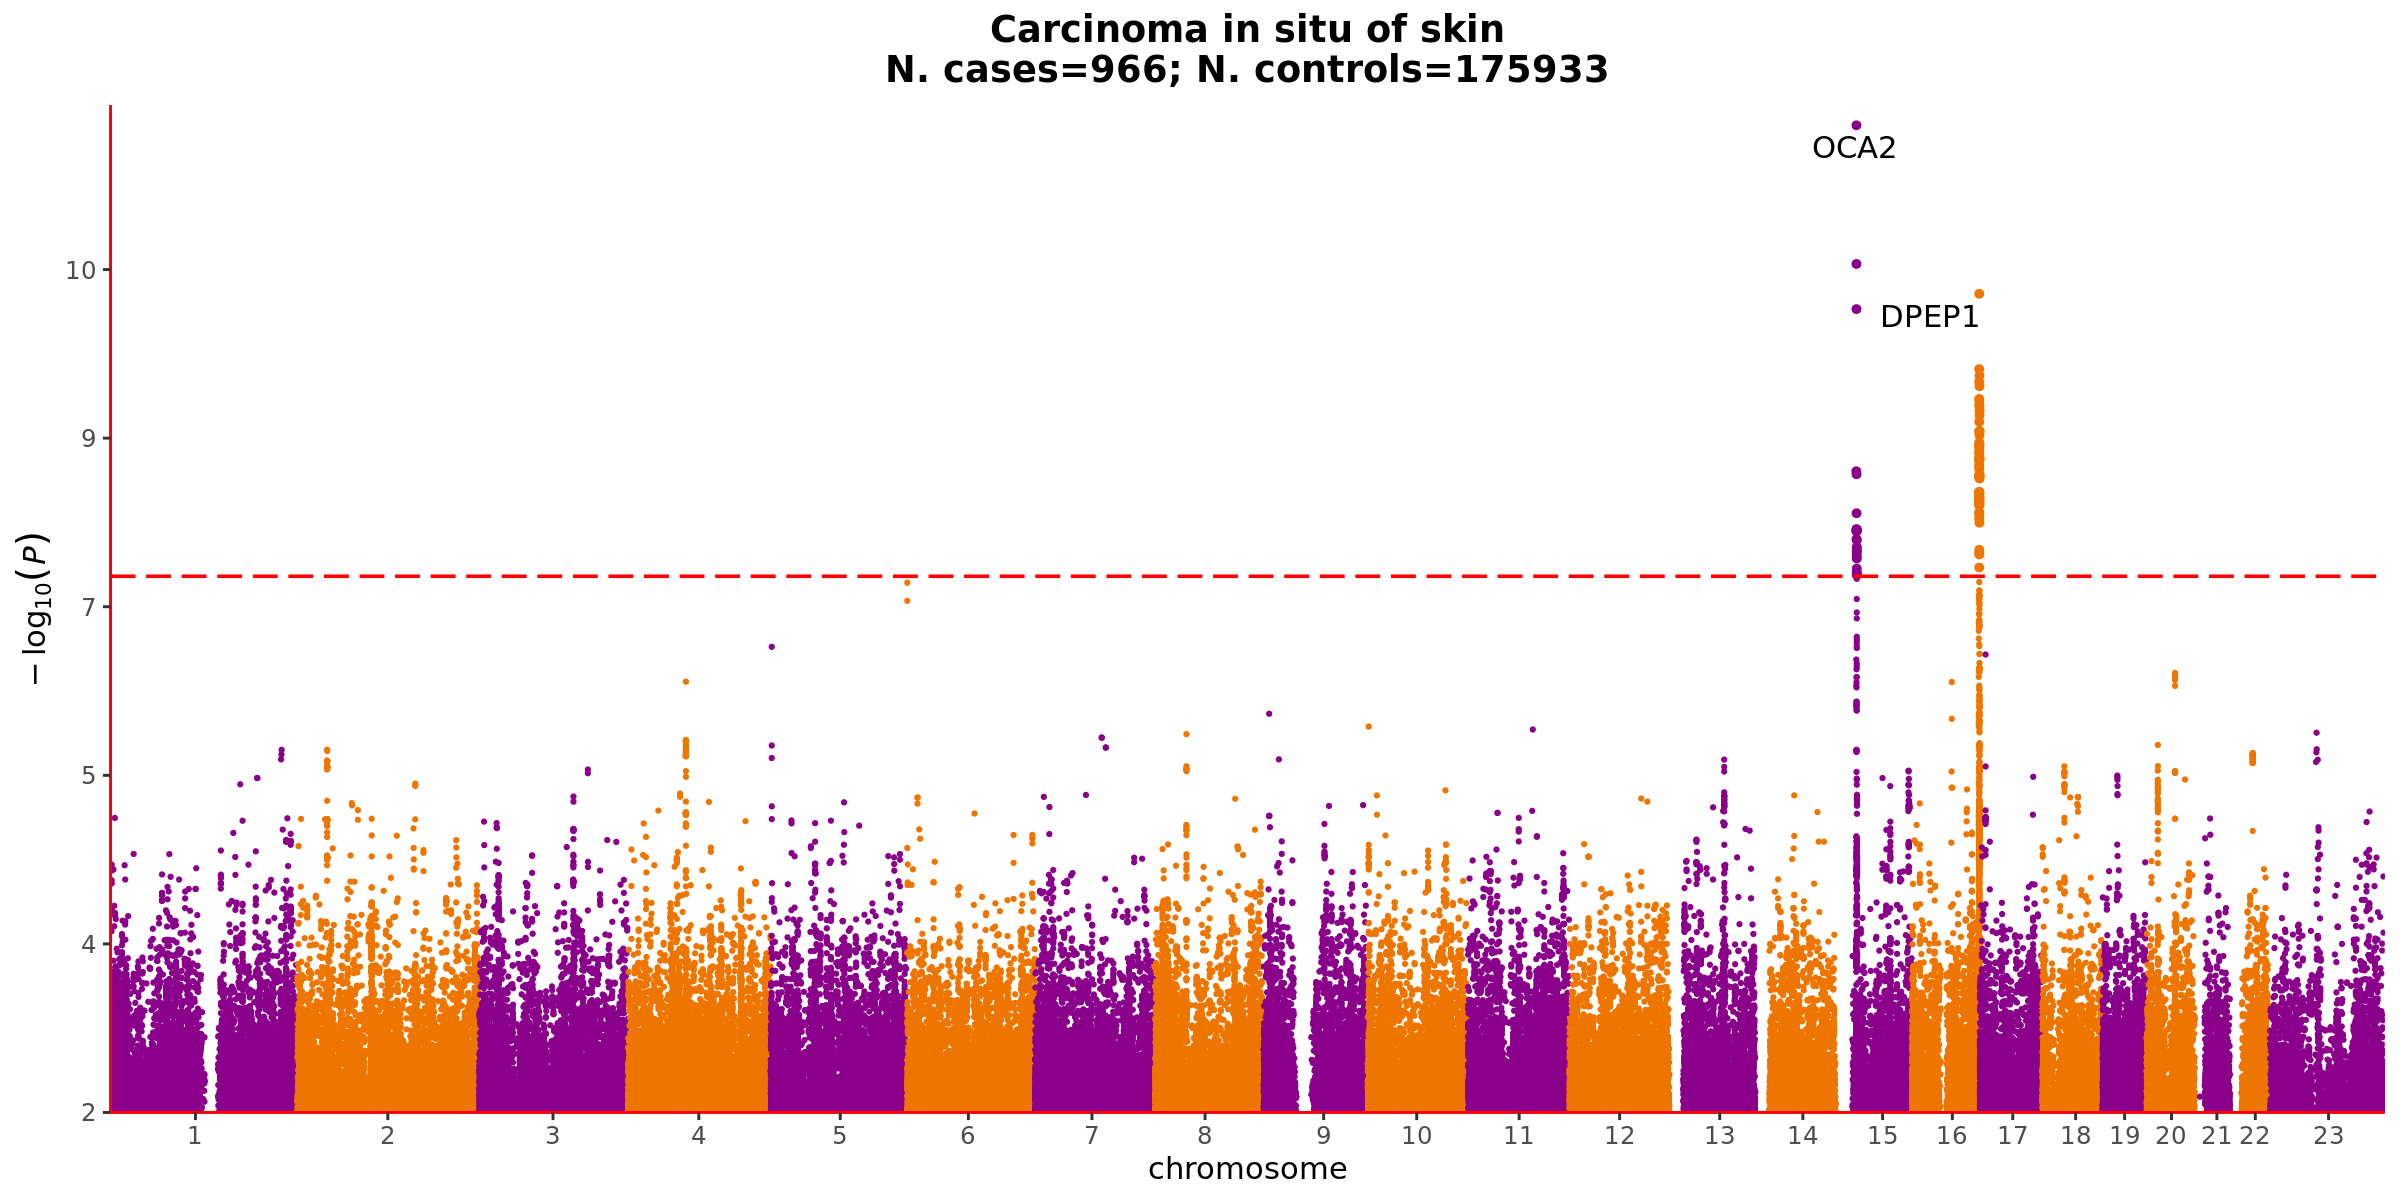 Carcinoma in situ of skin
N. cases=966; N. controls=175933
OCA2
10
DPEP1
9
7
5
4
2
−log10(P)
1 2 3 4 5 6 7 8 9 10 11 12 13 14 15 16 17 18 19 20 21 22 23
chromosome